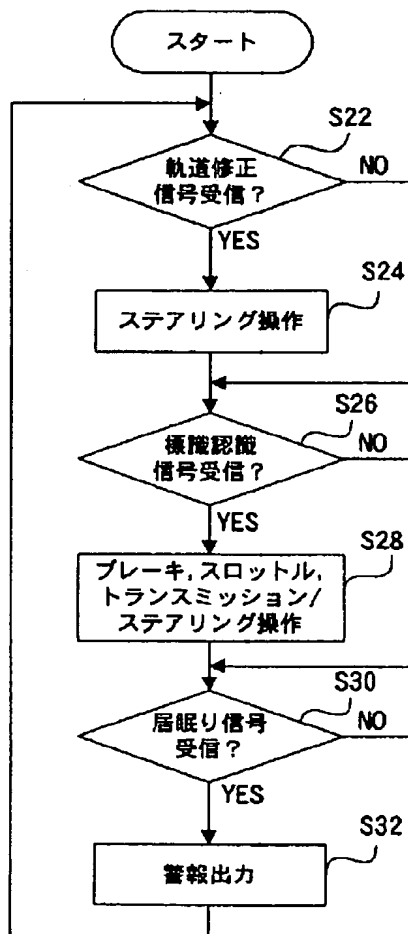 スタート
S22
軌道修正
信号受信？
NO
YES
S24
ステアリング操作
S26
標識認識
信号受信？
NO
YES
S28
ブレーキ,スロットル,
トランスミッション/
ステアリング操作
S30
居眠り信号
受信？
NO
YES
S32
警報出力